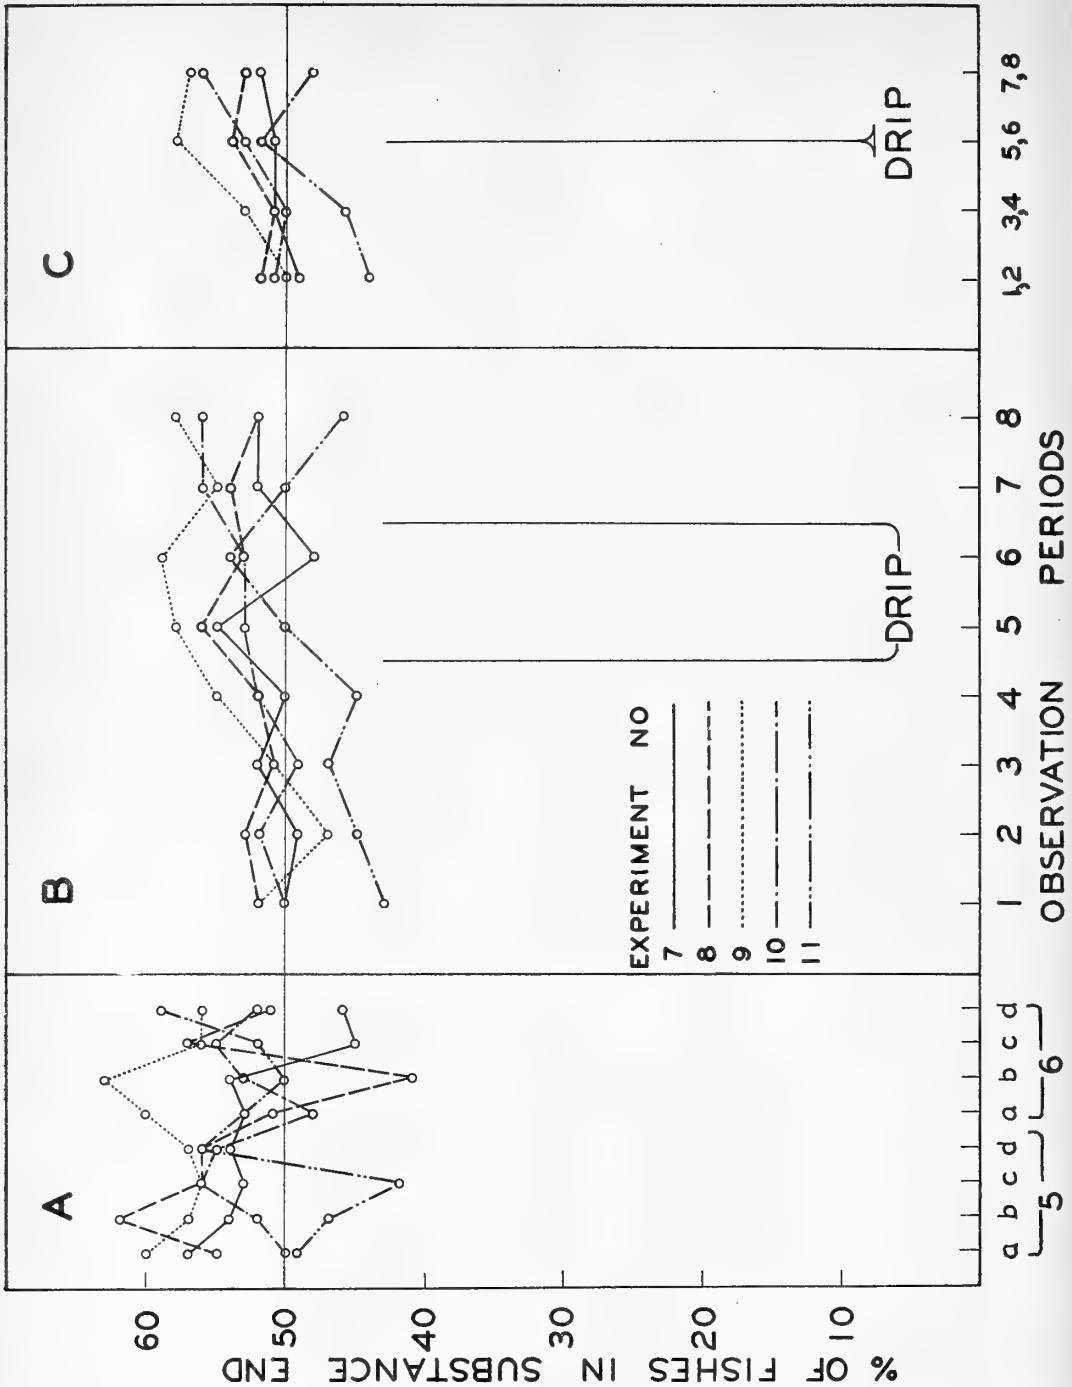 A
B
C
% OF FISHES IN SUBSTANCE END
60
50
40
30
20
10
EXPERIMENT NO
7
8
9
10
11
DRIP
DRIP
a b c d a b c d
5 6
1 2 3 4 5 6 7 8
1,2 3,4 5,6 7,8
OBSERVATION PERIODS